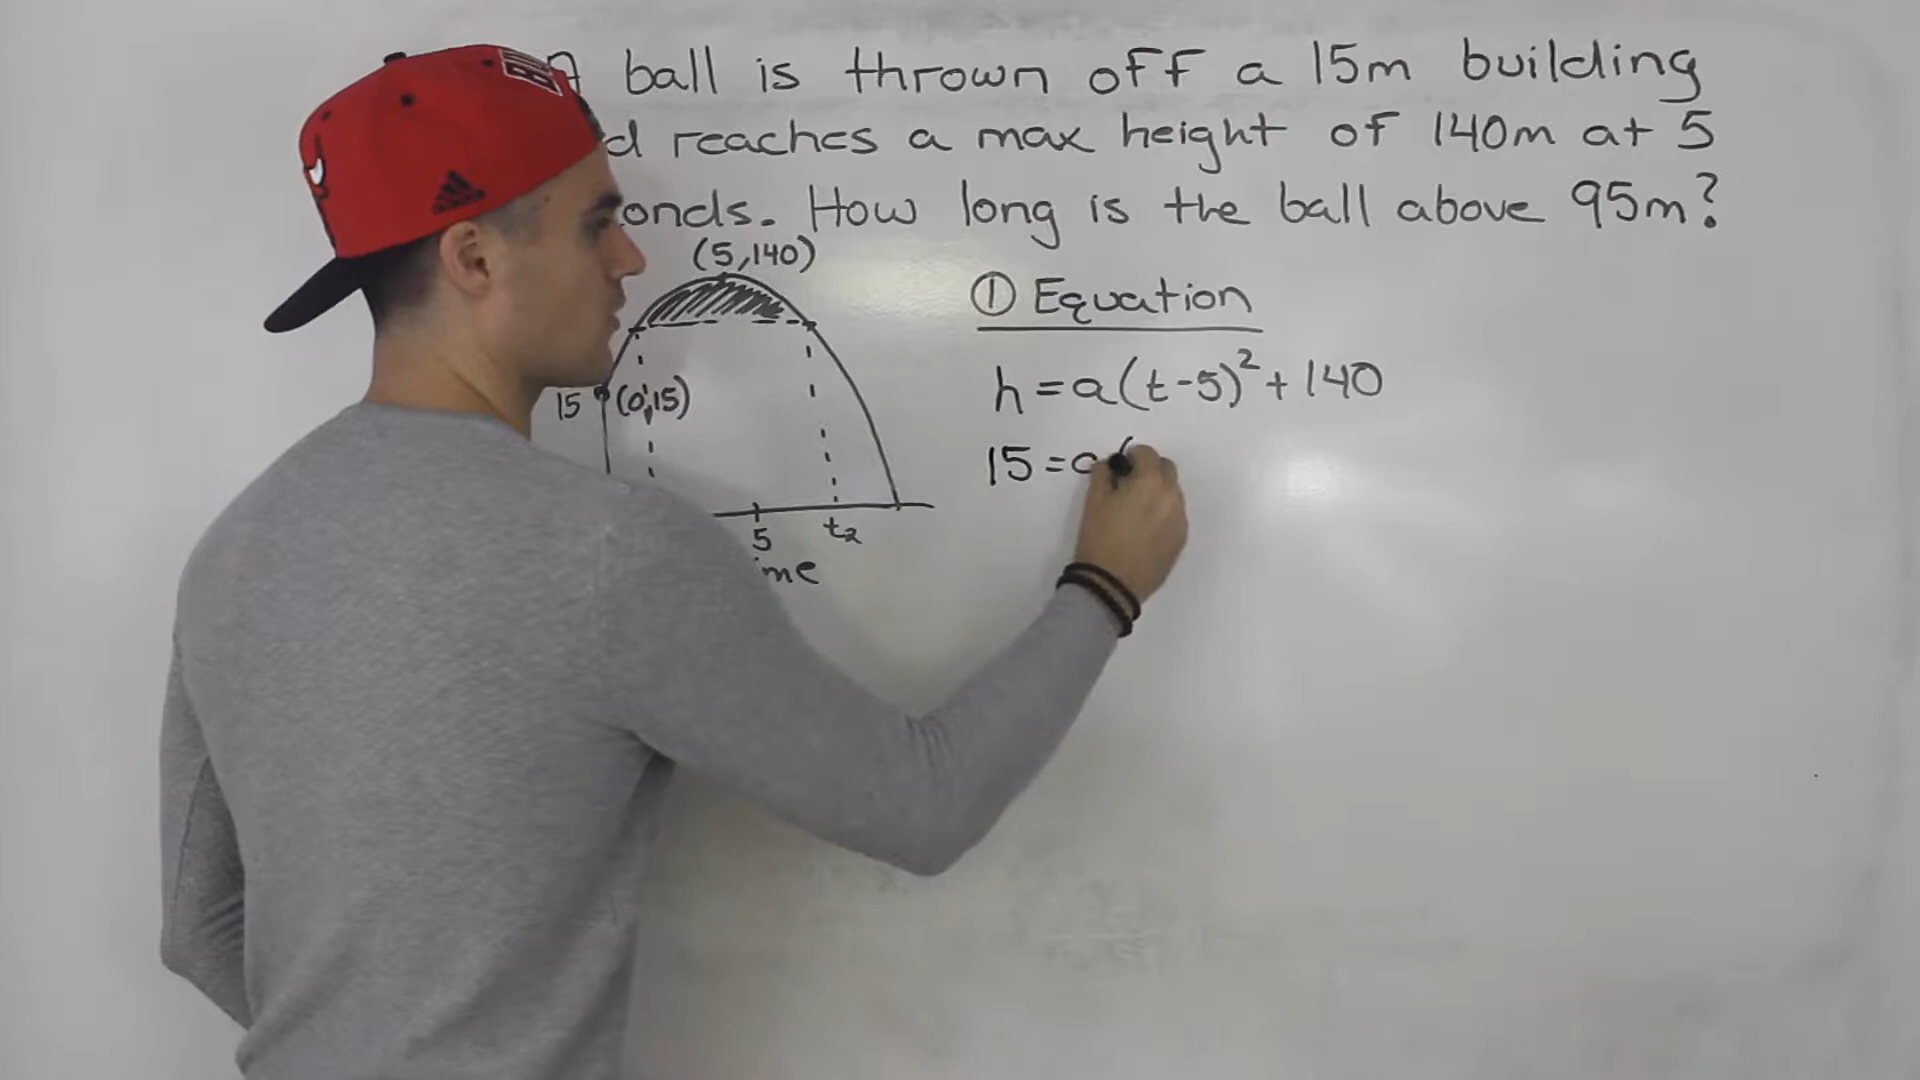 A ball is thrown off a 15m building
d reaches a max height of 140m at 5
onds. How long is the ball above 95m?
(5,140)
① Equation
h=a(t-5)²+140
15 (0,15)
15=a(
5 t₂
me